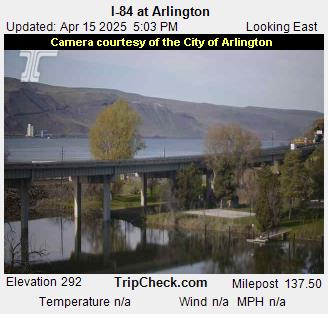 I-84 at Arlington
Updated: Apr 15 2025 5:03 PM Looking East
Camera courtesy of the City of Arlington
Elevation 292 TripCheck.com Milepost 137.50
Temperature n/a Wind n/a MPH n/a